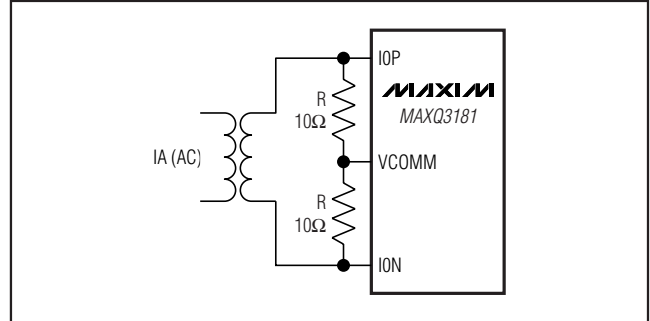 I0P
MAXIM
R
10Ω
MAXQ3181
IA (AC)
VCOMM
R
10Ω
I0N